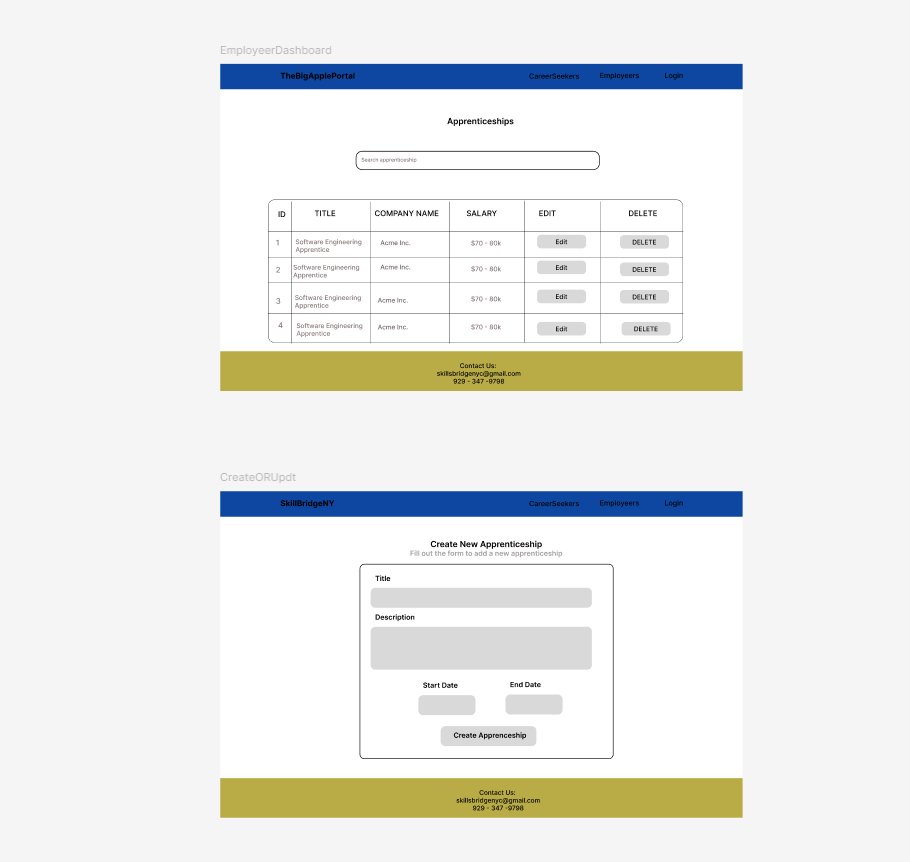 EmployeerDashboard
TheBigApplePortal CareerSeekers Employeers Login
Apprenticeships
Search apprenticeship
ID TITLE COMPANY NAME SALARY EDIT DELETE
1 Software Engineering Acme Inc. $70 - 80k Edit DELETE
Apprentice
2 Software Engineering Acme Inc. $70 - 80k Edit DELETE
Apprentice
3 Software Engineering Acme Inc. $70 - 80k Edit DELETE
Apprentice
4 Software Engineering Acme Inc. $70 - 80k Edit DELETE
Apprentice
Contact Us:
skillsbridgenyc@gmail.com
929 - 347 -9798
CreateORUpdt
SkillBridgeNY CareerSeekers Employeers Login
Create New Apprenticeship
Fill out the form to add a new apprenticeship
Title
Description
Start Date End Date
Create Apprenceship
Contact Us:
skillsbridgenyc@gmail.com
929 - 347 -9798